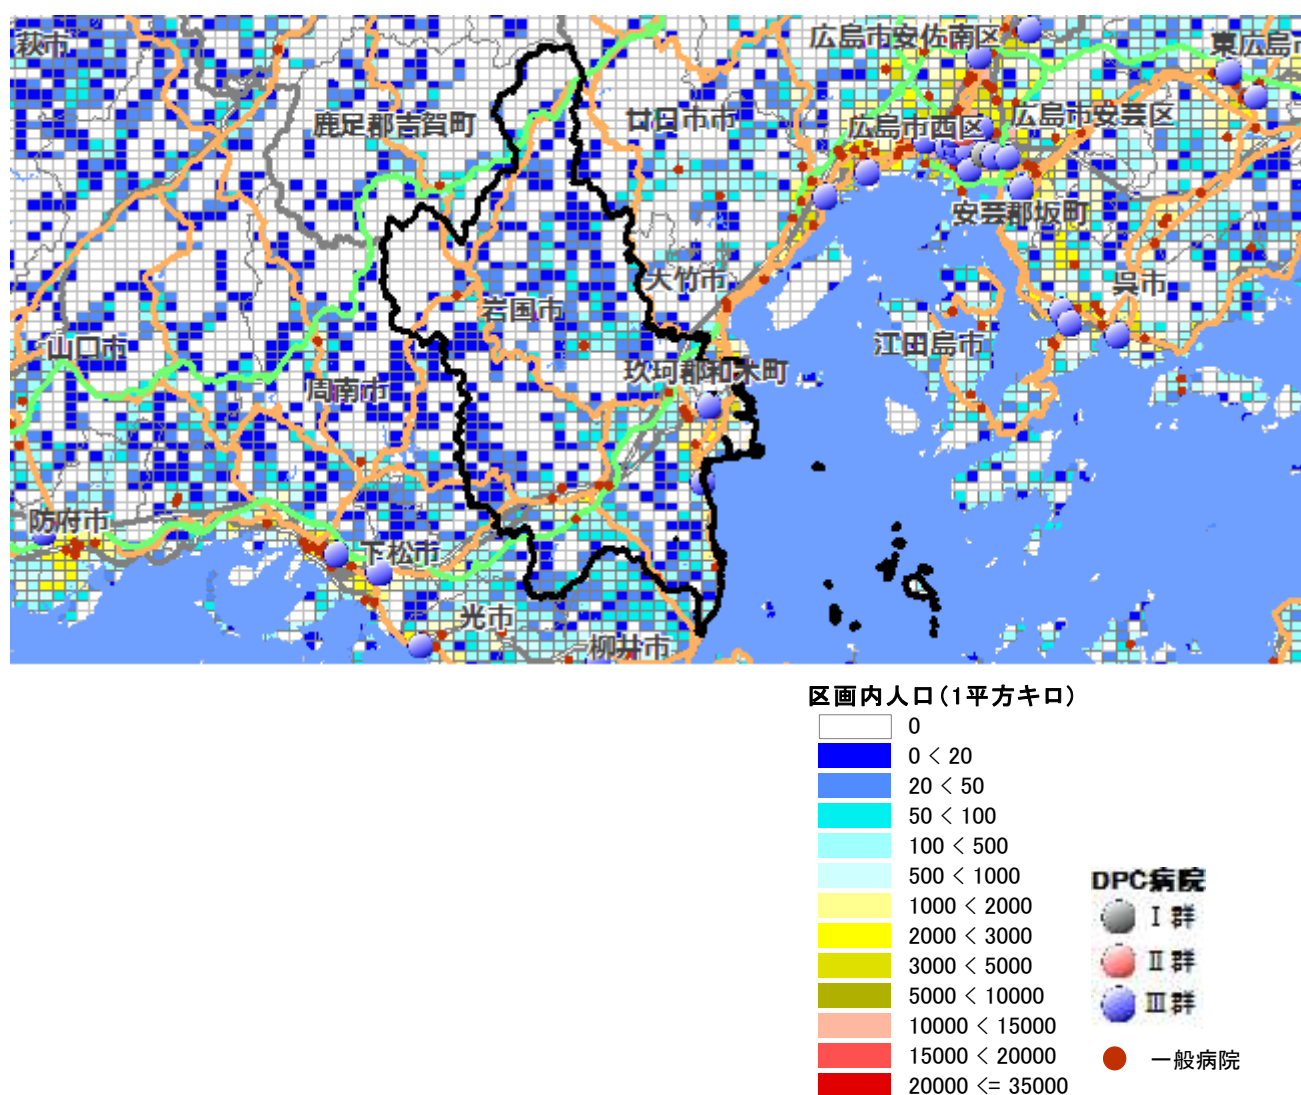 萩市
広島市安佐南区
東広島市
鹿足郡吉賀町
廿日市市
広島市西区
広島市安芸区
安芸郡坂町
大竹市
岩国市
呉市
山口市
江田島市
周南市
玖珂郡和木町
防府市
下松市
光市
柳井市
区画内人口(1平方キロ)
0
0 < 20
20 < 50
50 < 100
100 < 500
500 < 1000
1000 < 2000
2000 < 3000
3000 < 5000
5000 < 10000
10000 < 15000
15000 < 20000
20000 <= 35000
DPC病院
Ⅰ群
Ⅱ群
Ⅲ群
一般病院